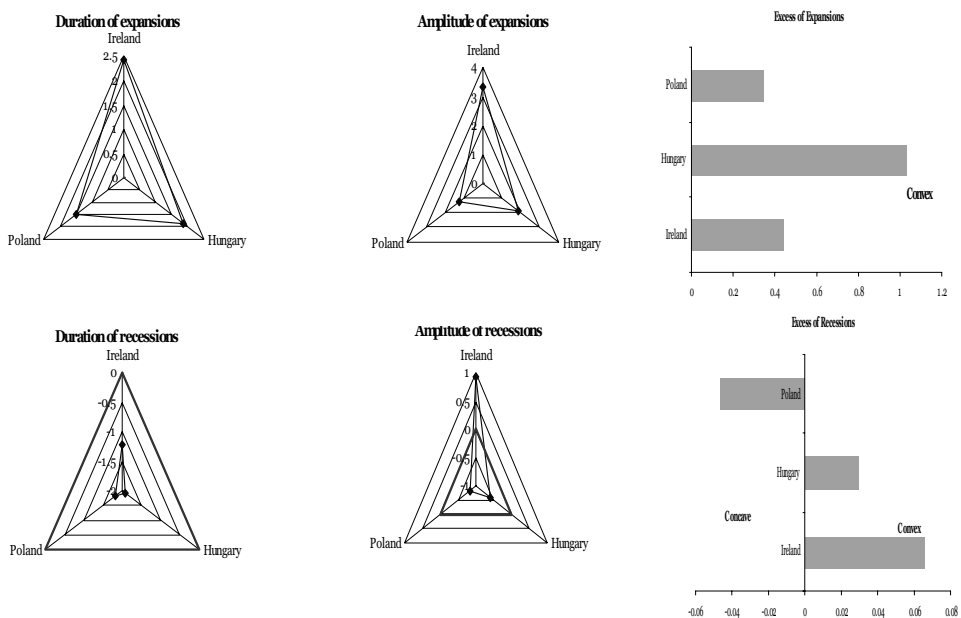 Duration of expansions
Ireland
2.5
2
1.5
1
0.5
0
Poland
Hungary
Amplitude of expansions
Ireland
4
3
2
1
0
Poland
Hungary
Excess of Expansions
Poland
Hungary
Convex
Ireland
0 0.2 0.4 0.6 0.8 1 1.2
Duration of recessions
Ireland
0
-0.5
-1
-1.5
-2
Poland
Hungary
Amplitude of recessions
Ireland
1
0.5
0
-0.5
-1
Poland
Hungary
Excess of Recessions
Poland
Hungary
Concave
Convex
Ireland
-0.06 -0.04 -0.02 0 0.02 0.04 0.06 0.08